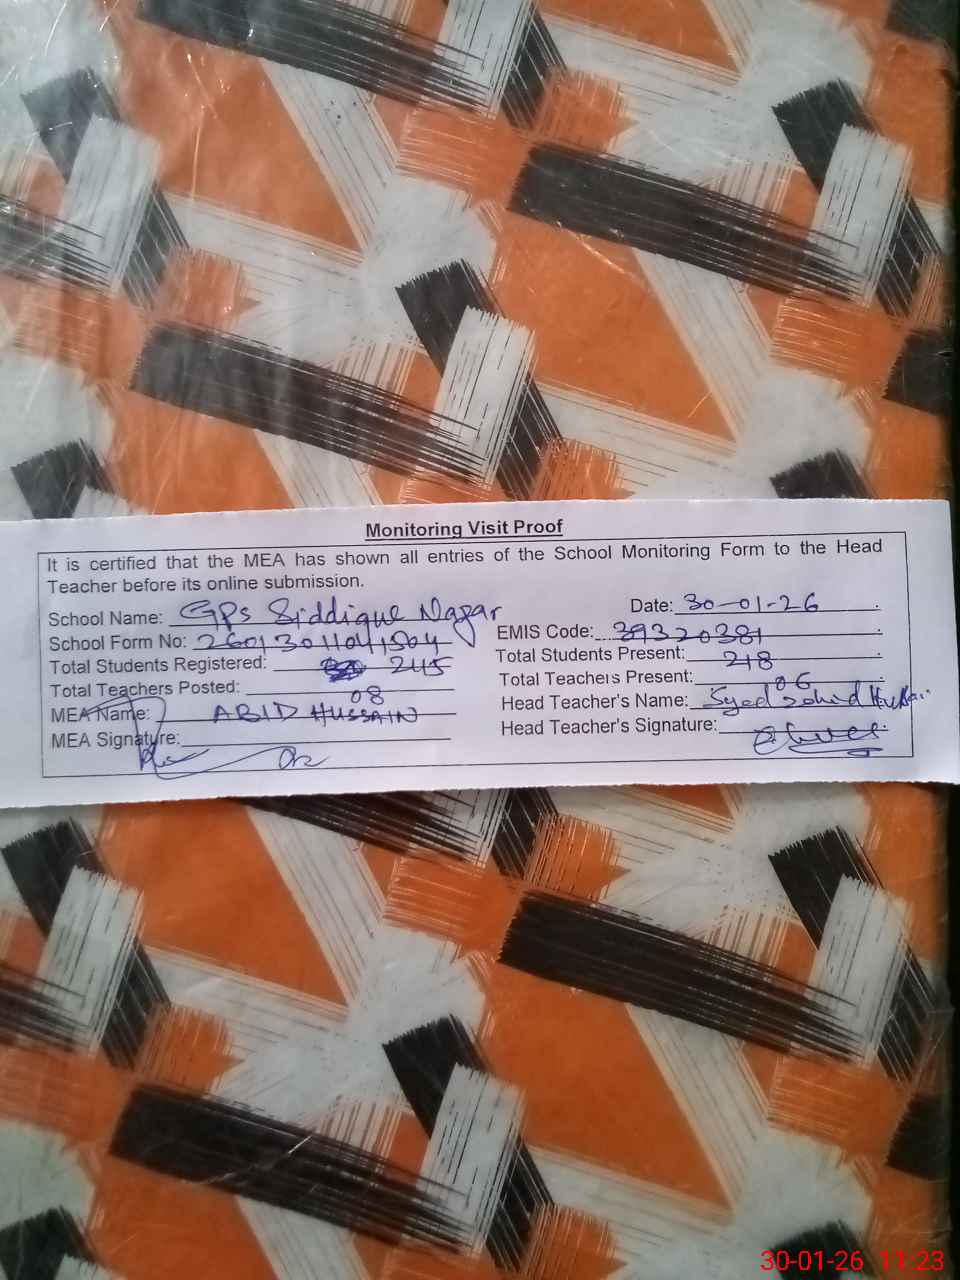 Monitoring Visit Proof
It is certified that the MEA has shown all entries of the School Monitoring Form to the Head
Teacher before its online submission.
School Name: GPs Siddique Nagar
Date: 30-01-26
School Form No: 26013011041504
EMIS Code: 39320381
Total Students Registered: 245
Total Students Present: 218
Total Teachers Posted: 08
Total Teachers Present: 06
MEA Name: ABID HUSSAIN
Head Teacher's Name: Syed
MEA Signature:
Head Teacher's Signature:
30-01-26 11:23